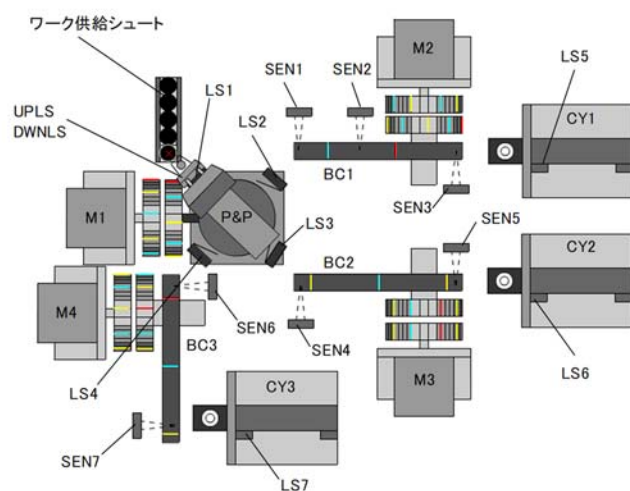 ワーク供給シュート
M2
LS5
SEN1
SEN2
LS1
UPLS
DWNLS
LS2
CY1
BC1
P&P
M1
SEN3
SEN5
LS3
BC2
CY2
M4
SEN6
SEN4
BC3
M3
LS4
CY3
LS6
SEN7
LS7